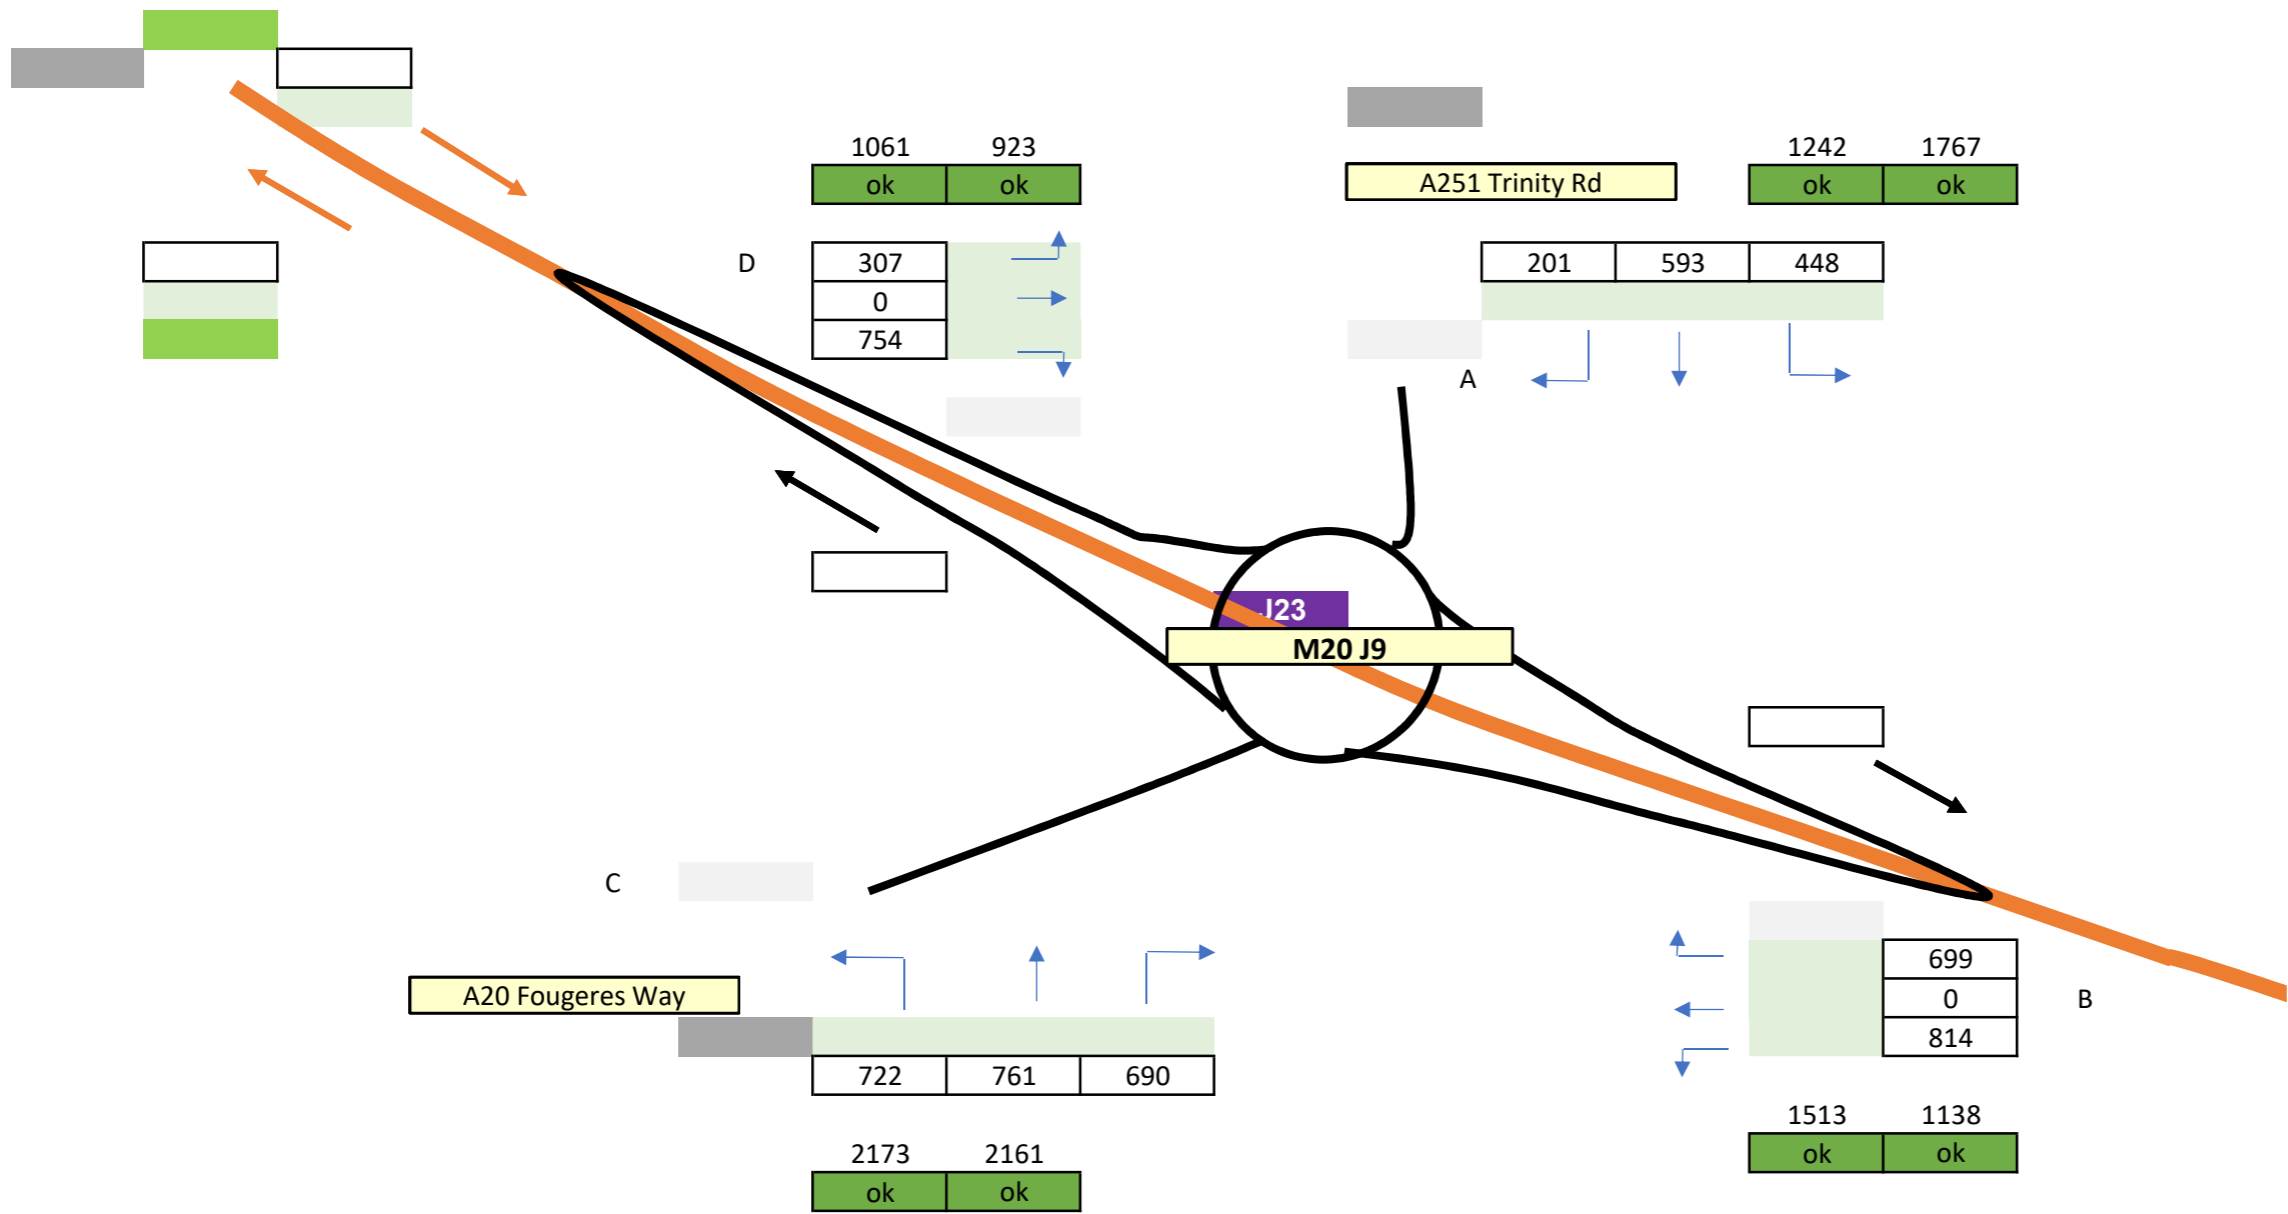 1061 923
ok ok
A251 Trinity Rd
1242 1767
ok ok
D
307
0
754
201 593 448
A
J23
M20 J9
C
A20 Fougeres Way
722 761 690
2173 2161
ok ok
699
0
814
B
1513 1138
ok ok